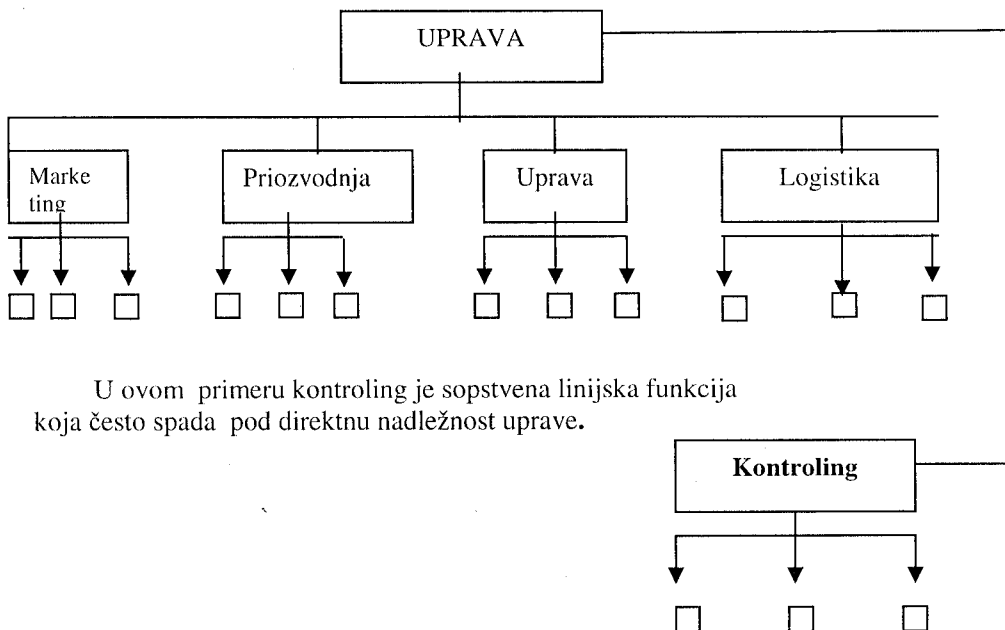 UPRAVA
Marke
ting
Priozvodnja
Uprava
Logistika
U ovom primeru kontroling je sopstvena linijska funkcija
koja često spada pod direktnu nadležnost uprave.
Kontroling